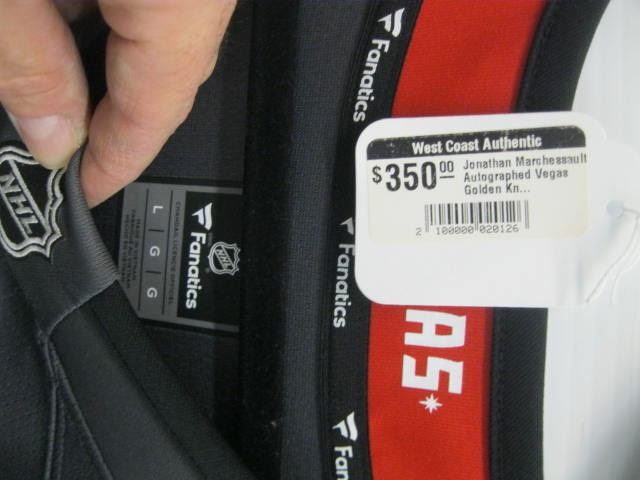 West Coast Authentic
$350.00
Jonathan Marchessault
Autographed Vegas
Golden Kn...
2 100000 020126
Fanatics
Fanatics
Fan
NHL
NHL
Fanatics
L G G
AS